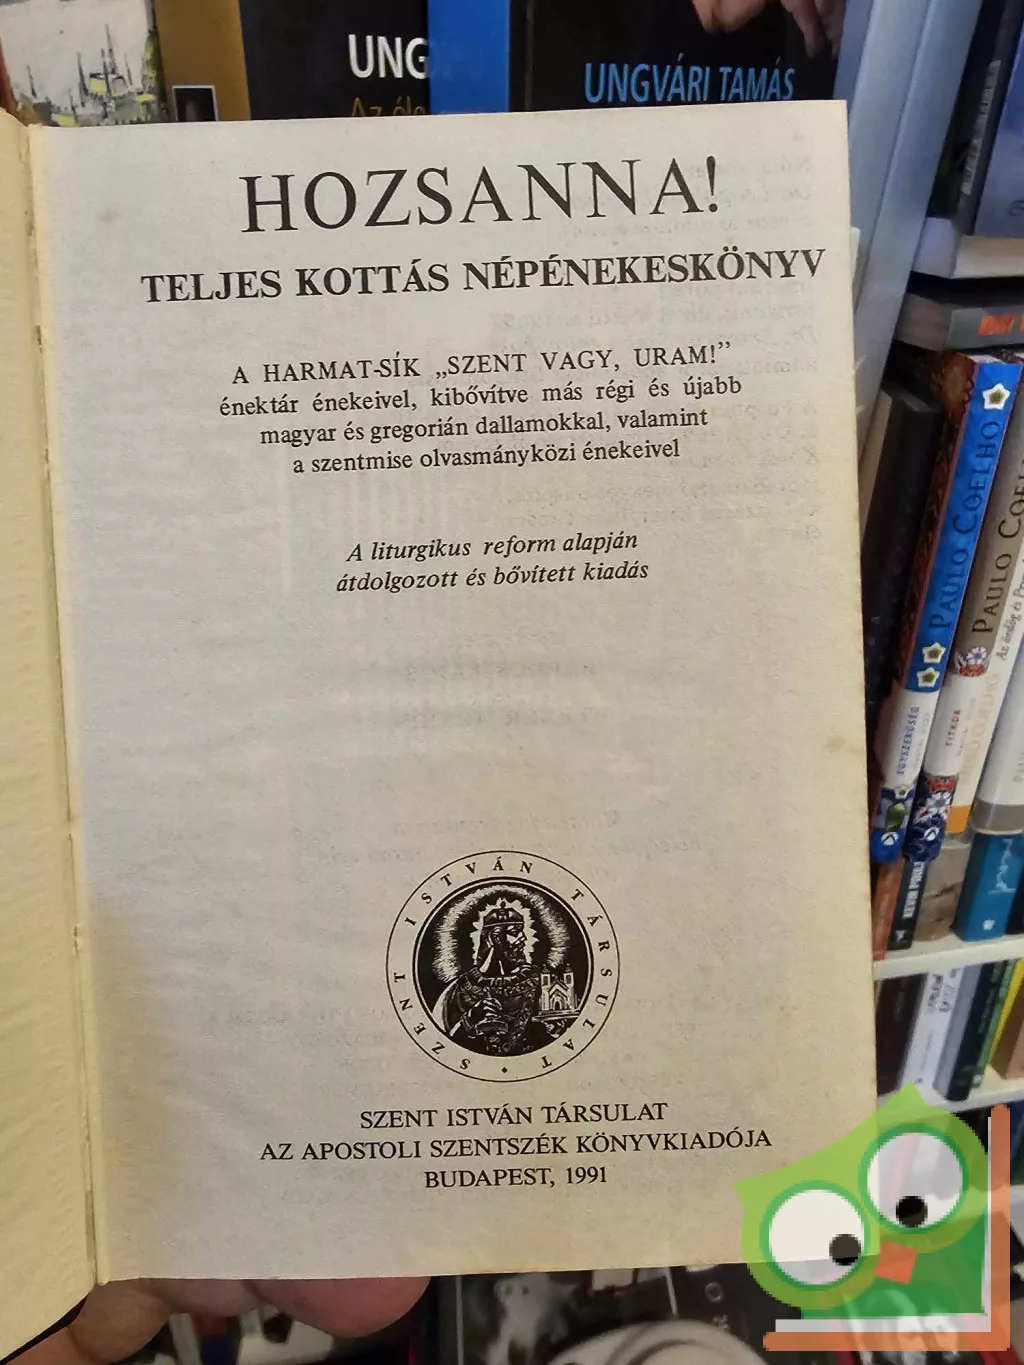 UNG
UNGVÁRI TAMÁS
HOZSANNA!
TELJES KOTTÁS NÉPÉNEKESKÖNYV
A HARMAT-SÍK „SZENT VAGY, URAM!”
énektár énekeivel, kibővítve más régi és újabb
magyar és gregorián dallamokkal, valamint
a szentmise olvasmányközi énekeivel
A liturgikus reform alapján
átdolgozott és bővített kiadás
SZENT ISTVÁN TÁRSULAT
SZENT ISTVÁN TÁRSULAT
AZ APOSTOLI SZENTSZÉK KÖNYVKIADÓJA
BUDAPEST, 1991
PAULO COELHO
EGYSZERŰSÉG
PAULO COELHO
TITKOK